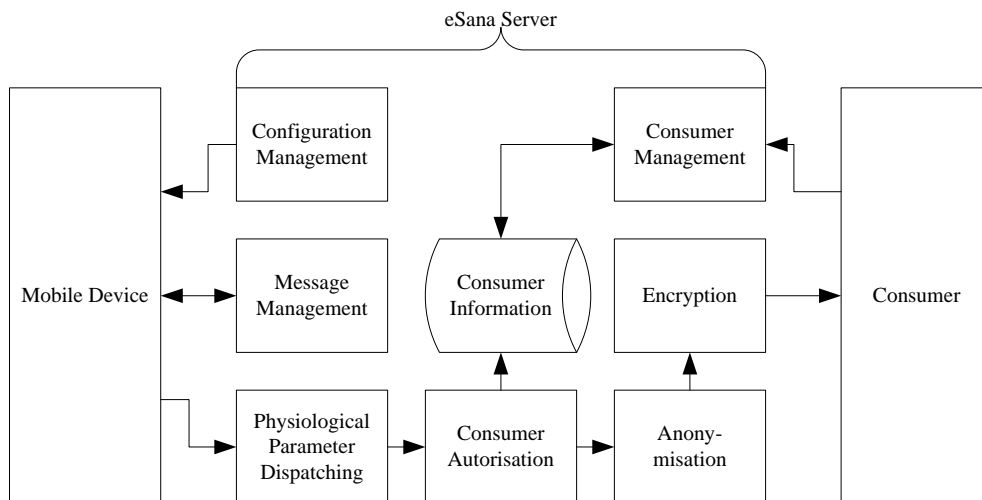 eSana Server
Configuration
Management
Consumer
Management
Mobile Device
Message
Management
Consumer
Information
Encryption
Consumer
Physiological
Parameter
Dispatching
Consumer
Autorisation
Anony-
misation